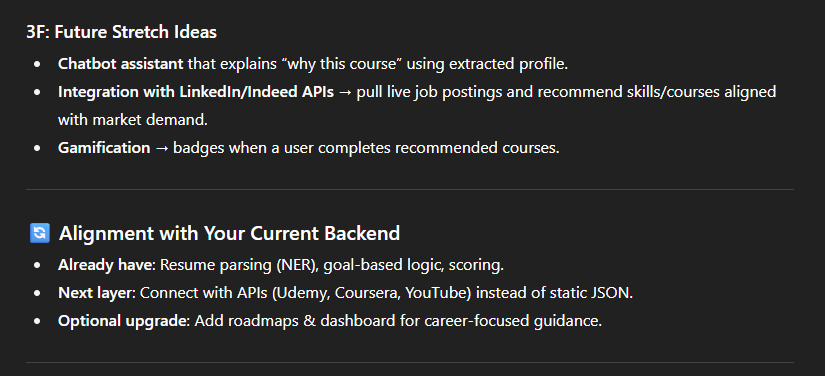 3F: Future Stretch Ideas
• Chatbot assistant that explains “why this course” using extracted profile.
• Integration with LinkedIn/Indeed APIs → pull live job postings and recommend skills/courses aligned
with market demand.
• Gamification → badges when a user completes recommended courses.
🔄 Alignment with Your Current Backend
• Already have: Resume parsing (NER), goal-based logic, scoring.
• Next layer: Connect with APIs (Udemy, Coursera, YouTube) instead of static JSON.
• Optional upgrade: Add roadmaps & dashboard for career-focused guidance.